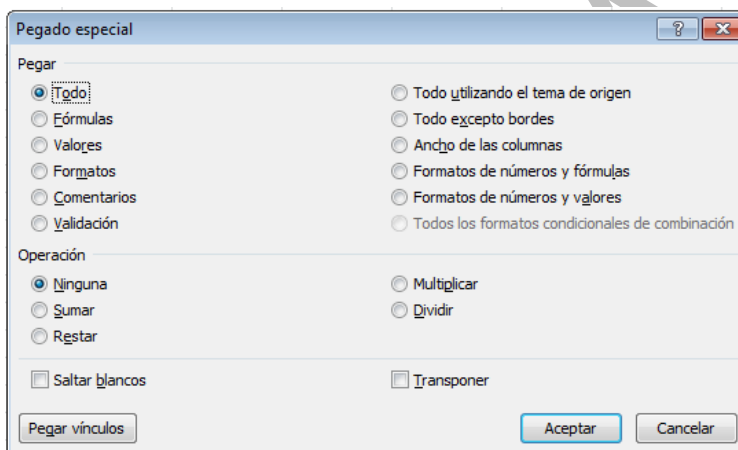 Pegado especial
Pegar
Todo
Fórmulas
Valores
Formatos
Comentarios
Validación
Todo utilizando el tema de origen
Todo excepto bordes
Ancho de las columnas
Formatos de números y fórmulas
Formatos de números y valores
Todos los formatos condicionales de combinación
Operación
Ninguna
Sumar
Restar
Multiplicar
Dividir
Saltar blancos
Transponer
Pegar vínculos
Aceptar
Cancelar